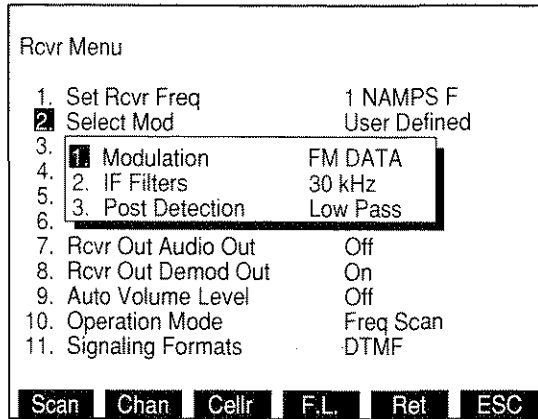 Rcvr Menu
1. Set Rcvr Freq 1 NAMPS F
2. Select Mod User Defined
3.
1. Modulation FM DATA
4.
2. IF Filters 30 kHz
5.
3. Post Detection Low Pass
6.
7. Rcvr Out Audio Out Off
8. Rcvr Out Demod Out On
9. Auto Volume Level Off
10. Operation Mode Freq Scan
11. Signaling Formats DTMF
Scan Chan Cellr F.L. Ret ESC